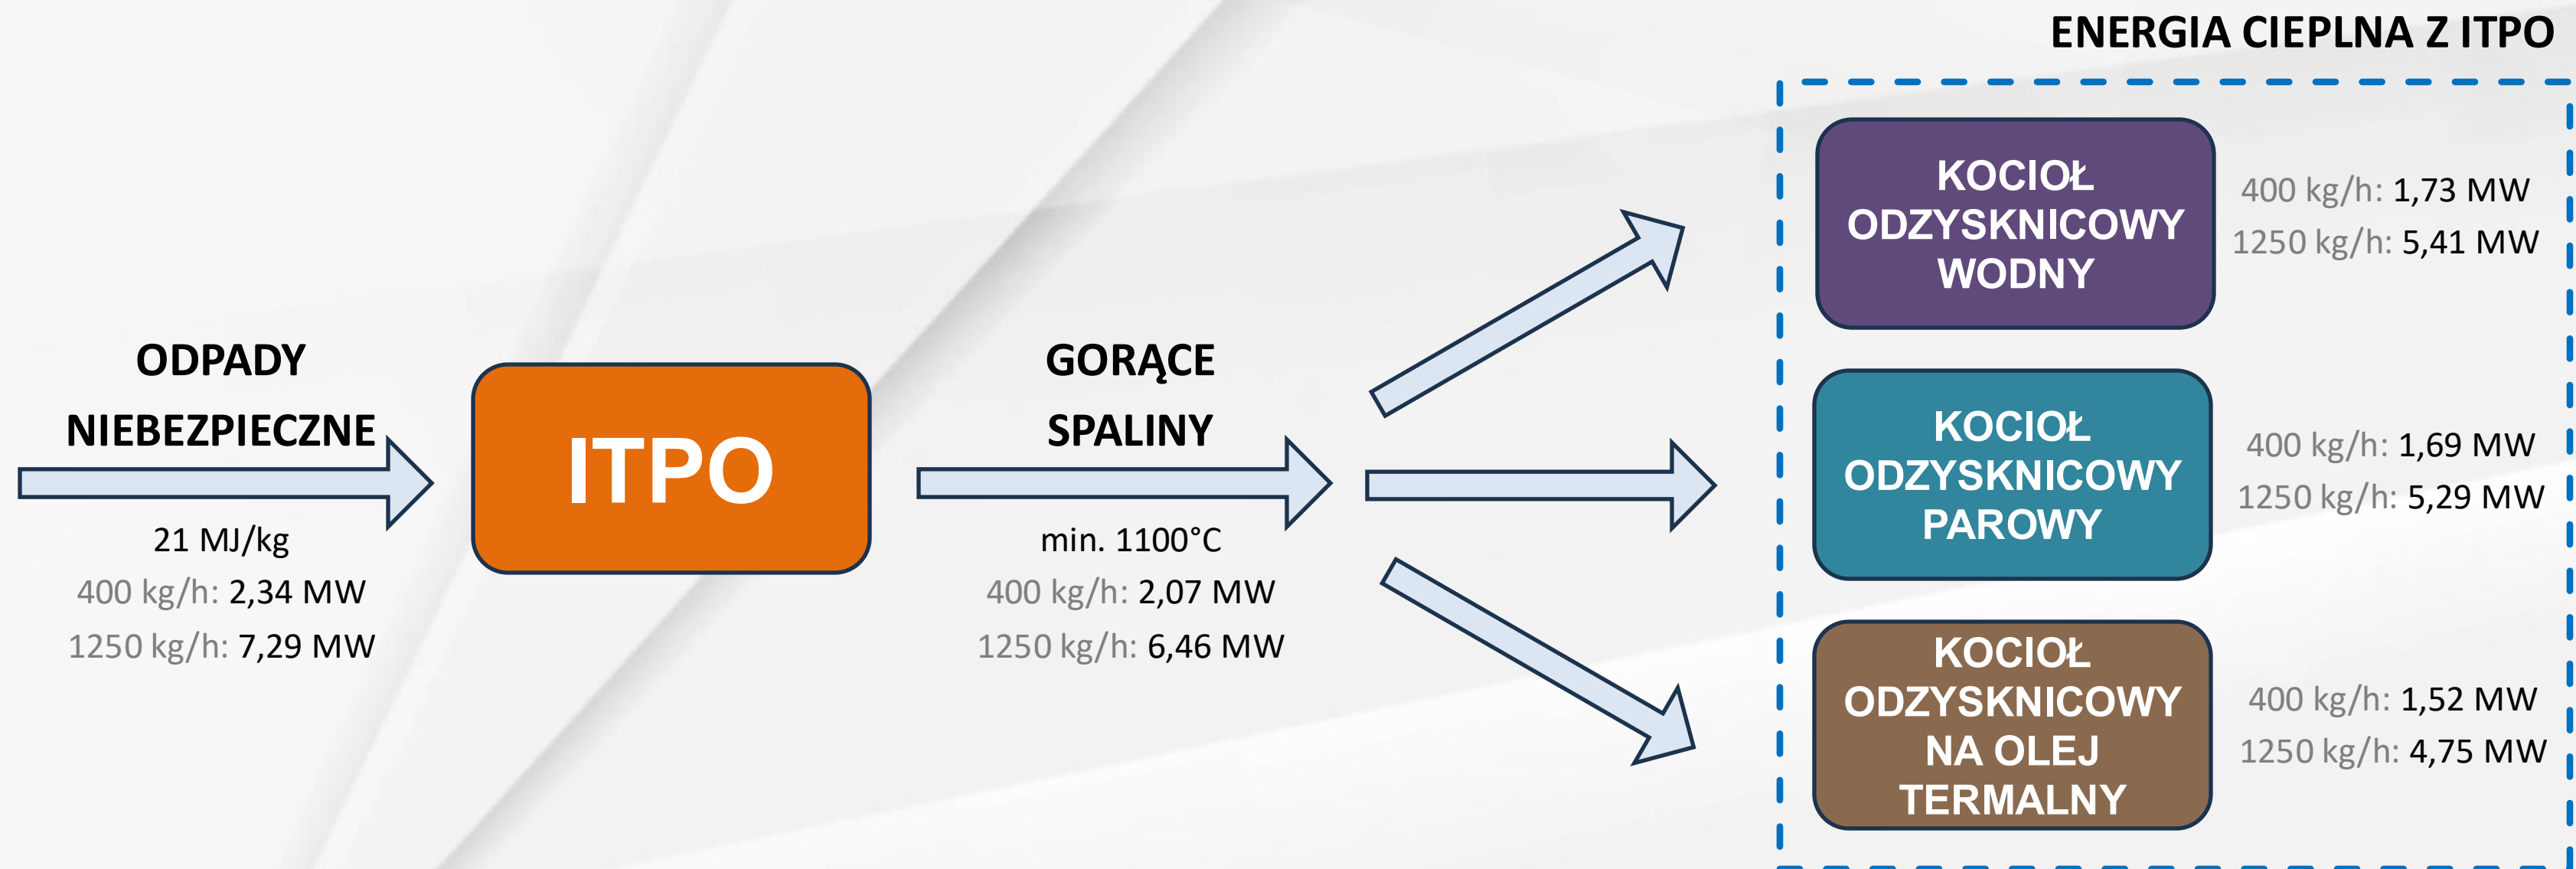 ENERGIA CIEPLNA Z ITPO
ODPADY
NIEBEZPIECZNE
21 MJ/kg
400 kg/h: 2,34 MW
1250 kg/h: 7,29 MW
ITPO
GORĄCE
SPALINY
min. 1100°C
400 kg/h: 2,07 MW
1250 kg/h: 6,46 MW
KOCIOŁ
ODZYSKNICOWY
WODNY
400 kg/h: 1,73 MW
1250 kg/h: 5,41 MW
KOCIOŁ
ODZYSKNICOWY
PAROWY
400 kg/h: 1,69 MW
1250 kg/h: 5,29 MW
KOCIOŁ
ODZYSKNICOWY
NA OLEJ
TERMALNY
400 kg/h: 1,52 MW
1250 kg/h: 4,75 MW